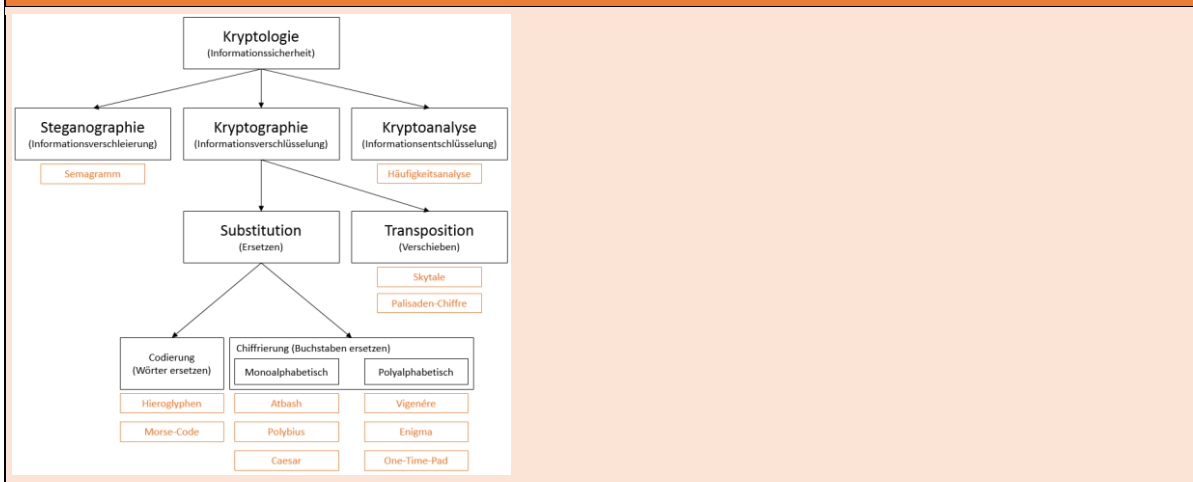 Kryptologie
(Informationssicherheit)
Steganographie
(Informationsverschleierung)
Kryptographie
(Informationsverschlüsselung)
Kryptoanalyse
(Informationsentschlüsselung)
Semagramm
Häufigkeitsanalyse
Substitution
(Ersetzen)
Transposition
(Verschieben)
Skytale
Palisaden-Chiffre
Codierung
(Wörter ersetzen)
Chiffrierung (Buchstaben ersetzen)
Monoalphabetisch
Polyalphabetisch
Hieroglyphen
Atbash
Vigenére
Morse-Code
Polybius
Enigma
Caesar
One-Time-Pad